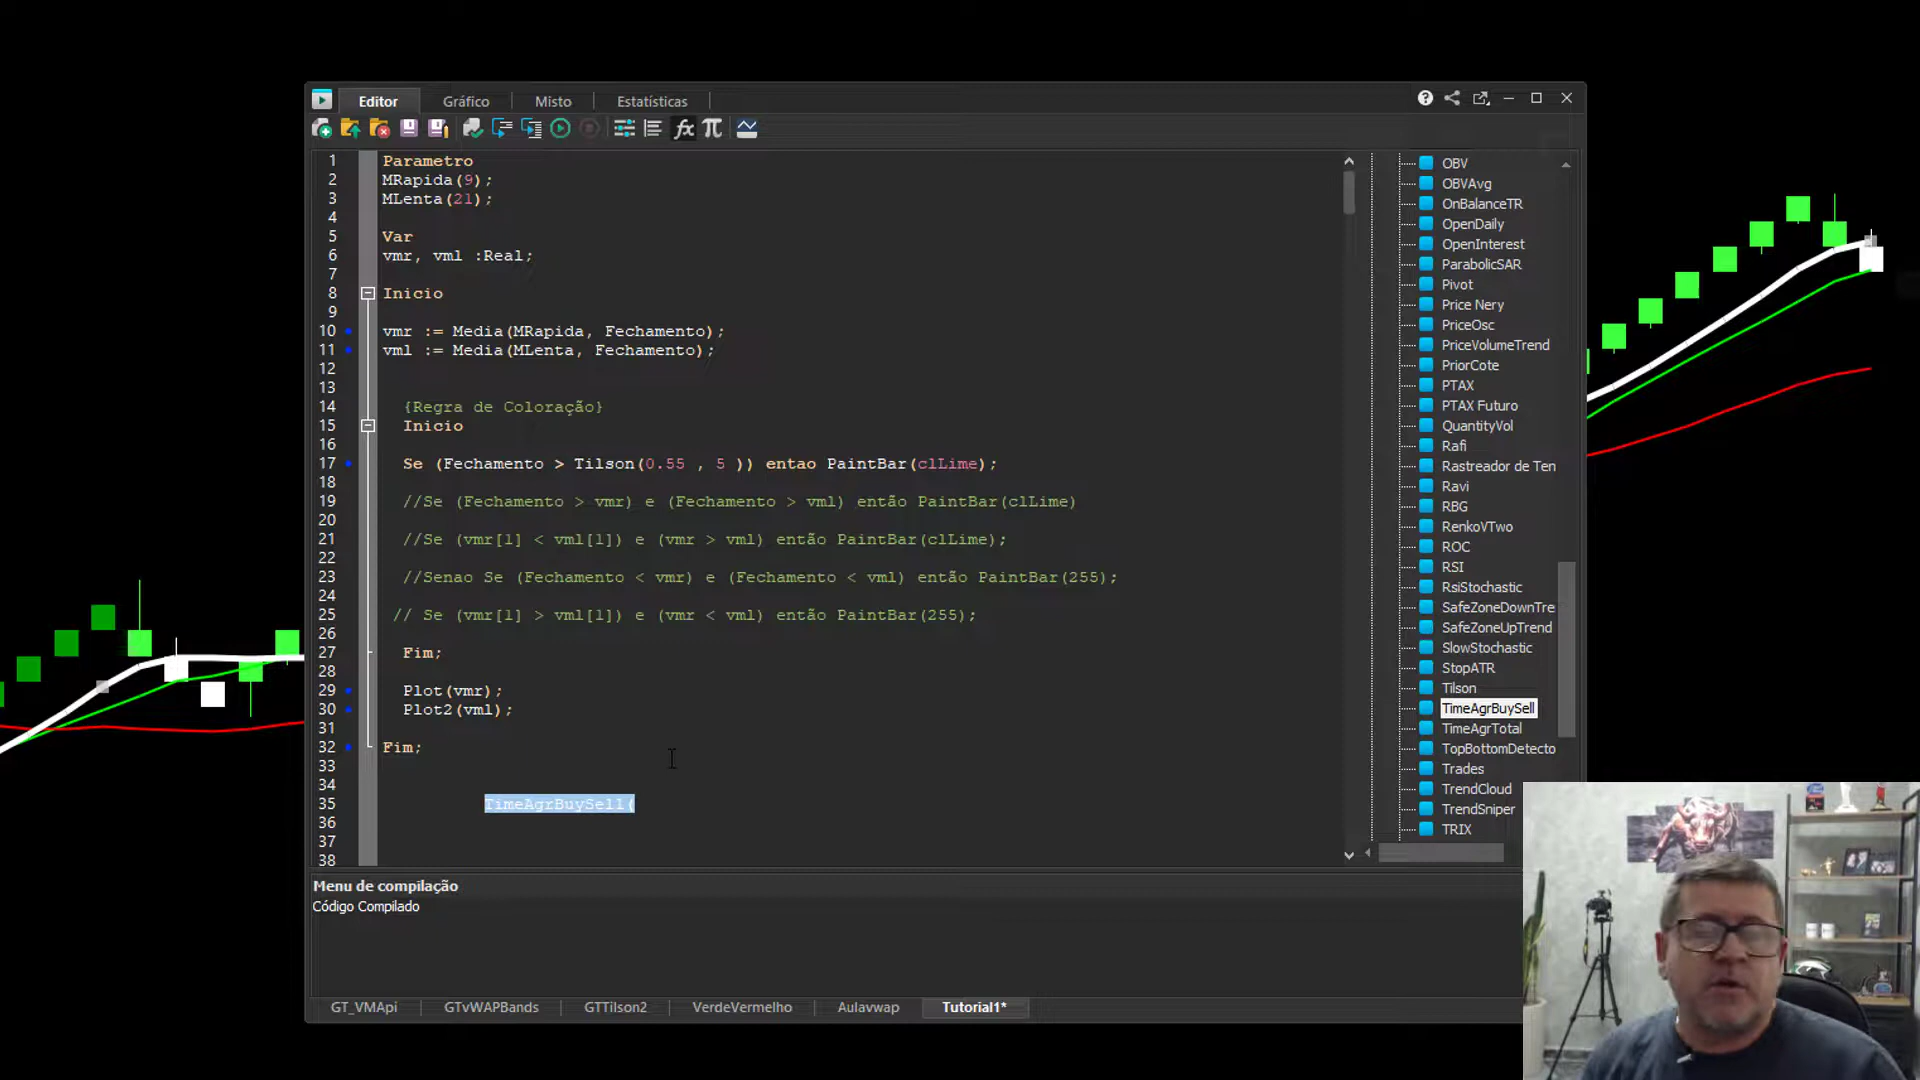 Editor
Gráfico
Misto
Estatísticas
1 Parametro
2 MRapida(9);
3 MLenta(21);
4
5 Var
6 vmr, vml :Real;
7
8 Inicio
9
10 vmr := Media(MRapida, Fechamento);
11 vml := Media(MLenta, Fechamento);
12
13
14 {Regra de Coloração}
15 Inicio
16
17 Se (Fechamento > Tilson(0.55 , 5 )) entao PaintBar(clLime);
18
19 //Se (Fechamento > vmr) e (Fechamento > vml) então PaintBar(clLime)
20
21 //Se (vmr[1] < vml[1]) e (vmr > vml) então PaintBar(clLime);
22
23 //Senao Se (Fechamento < vmr) e (Fechamento < vml) então PaintBar(255);
24
25 // Se (vmr[1] > vml[1]) e (vmr < vml) então PaintBar(255);
26
27 Fim;
28
29 Plot(vmr);
30 Plot2(vml);
31
32 Fim;
33
34
35 TimeAgrBuySell(
36
37
38
OBV
OBVAvg
OnBalanceTR
OpenDaily
OpenInterest
ParabolicSAR
Pivot
Price Nery
PriceOsc
PriceVolumeTrend
PriorCote
PTAX
PTAX Futuro
QuantityVol
Rafi
Rastreador de Ten
Ravi
RBG
RenkoVTwo
ROC
RSI
RsiStochastic
SafeZoneDownTre
SafeZoneUpTrend
SlowStochastic
StopATR
Tilson
TimeAgrBuySell
TimeAgrTotal
TopBottomDetecto
Trades
TrendCloud
TrendSniper
TRIX
Menu de compilação
Código Compilado
GT_VMApi
GTvWAPBands
GTTilson2
VerdeVermelho
Aulavwap
Tutorial1*